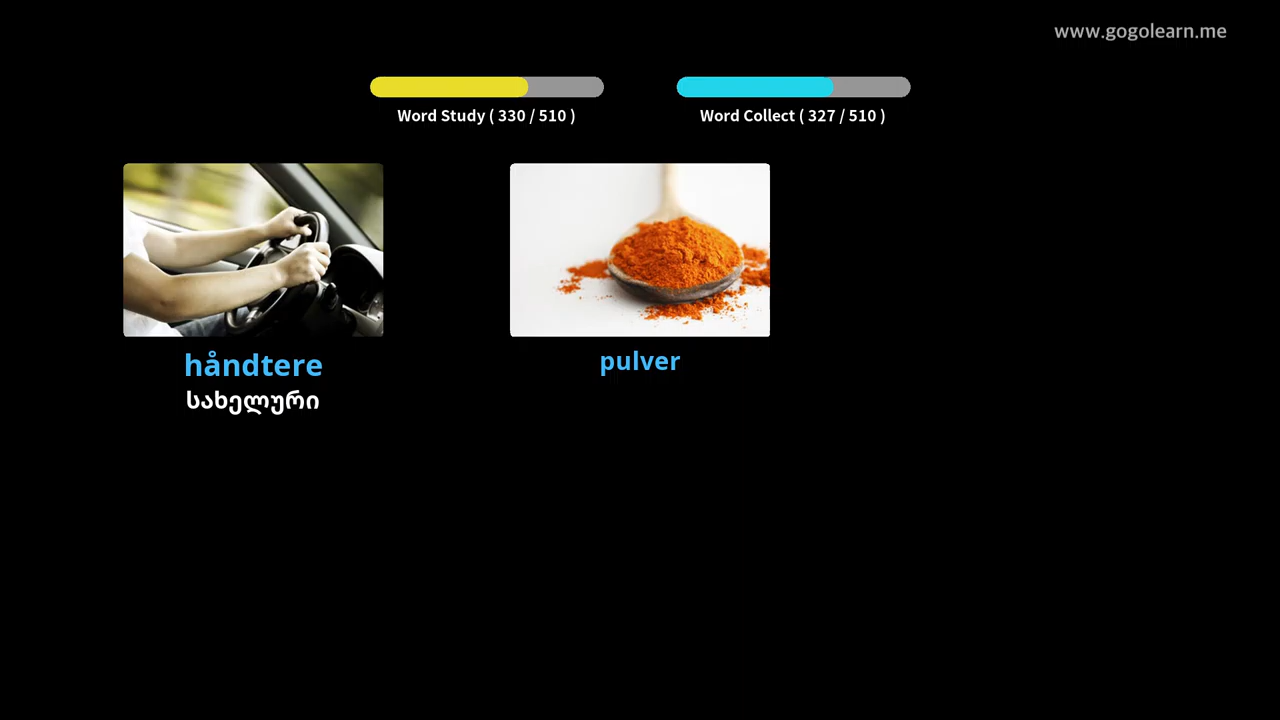 www.gogolearn.me
Word Study ( 330 / 510 )
Word Collect ( 327 / 510 )
håndtere
სახელური
pulver